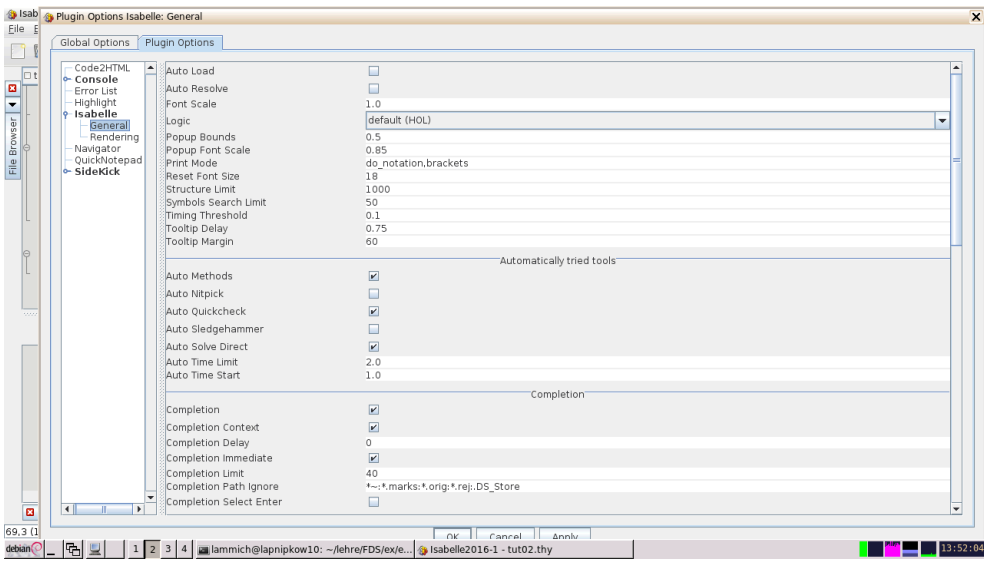 Isab
Plugin Options Isabelle: General
File E
Global Options
Plugin Options
Code2HTML
Console
Error List
Highlight
Isabelle
General
Rendering
Navigator
QuickNotepad
SideKick
File Browser
Auto Load
Auto Resolve
Font Scale 1.0
Logic default (HOL)
Popup Bounds 0.5
Popup Font Scale 0.85
Print Mode do_notation,brackets
Reset Font Size 18
Structure Limit 1000
Symbols Search Limit 50
Timing Threshold 0.1
Tooltip Delay 0.75
Tooltip Margin 60
Automatically tried tools
Auto Methods
Auto Nitpick
Auto Quickcheck
Auto Sledgehammer
Auto Solve Direct
Auto Time Limit 2.0
Auto Time Start 1.0
Completion
Completion
Completion Context
Completion Delay 0
Completion Immediate
Completion Limit 40
Completion Path Ignore *~:*.marks:*.orig:*.rej:.DS_Store
Completion Select Enter
69,3 (1
OK Cancel Apply
debian 1 2 3 4 lammich@lapnipkow10: ~/lehre/FDS/ex/e... Isabelle2016-1 - tut02.thy 13:52:04